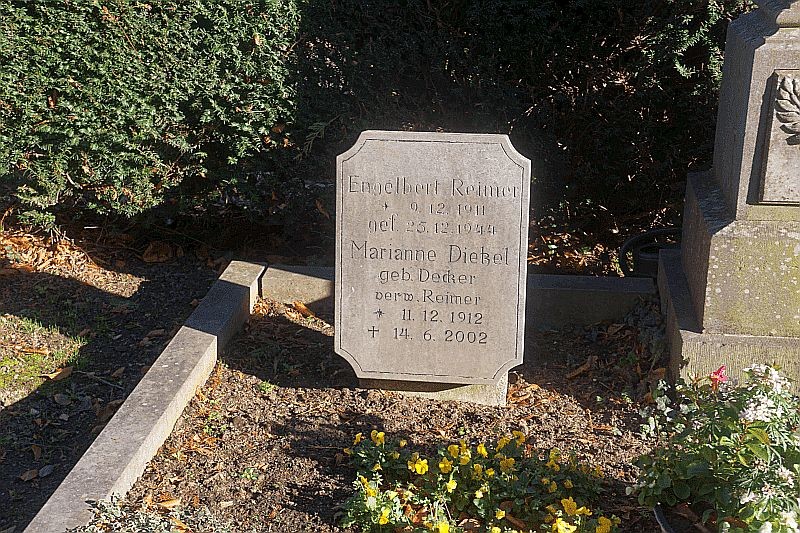 Engelbert Reimer
* 9.12.1911
gef. 25.12.1944
Marianne Diekel
geb. Decker
verw. Reimer
* 11.12.1912
† 14.6.2002